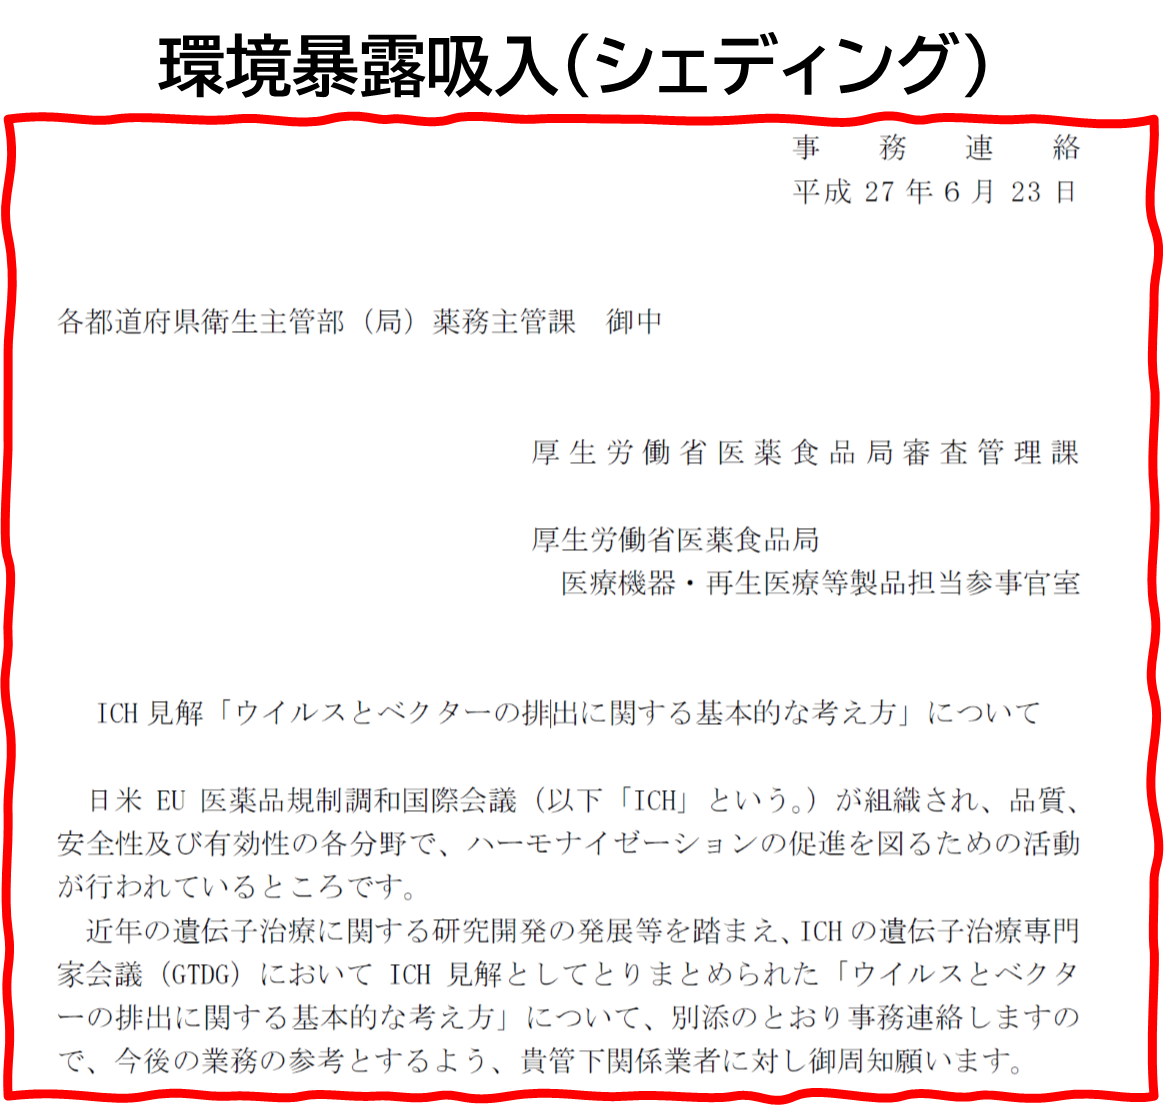 環境暴露吸入（シェディング）
事務連絡
平成 27 年 6 月 23 日
各都道府県衛生主管部（局）薬務主管課　御中
厚生労働省医薬食品局審査管理課
厚生労働省医薬食品局
医療機器・再生医療等製品担当参事官室
ICH 見解「ウイルスとベクターの排出に関する基本的な考え方」について
日米 EU 医薬品規制調和国際会議（以下「ICH」という。）が組織され、品質、
安全性及び有効性の各分野で、ハーモナイゼーションの促進を図るための活動
が行われているところです。
近年の遺伝子治療に関する研究開発の発展等を踏まえ、ICH の遺伝子治療専門
家会議（GTDG）において ICH 見解としてとりまとめられた「ウイルスとベクタ
ーの排出に関する基本的な考え方」について、別添のとおり事務連絡しますの
で、今後の業務の参考とするよう、貴管下関係業者に対し御周知願います。